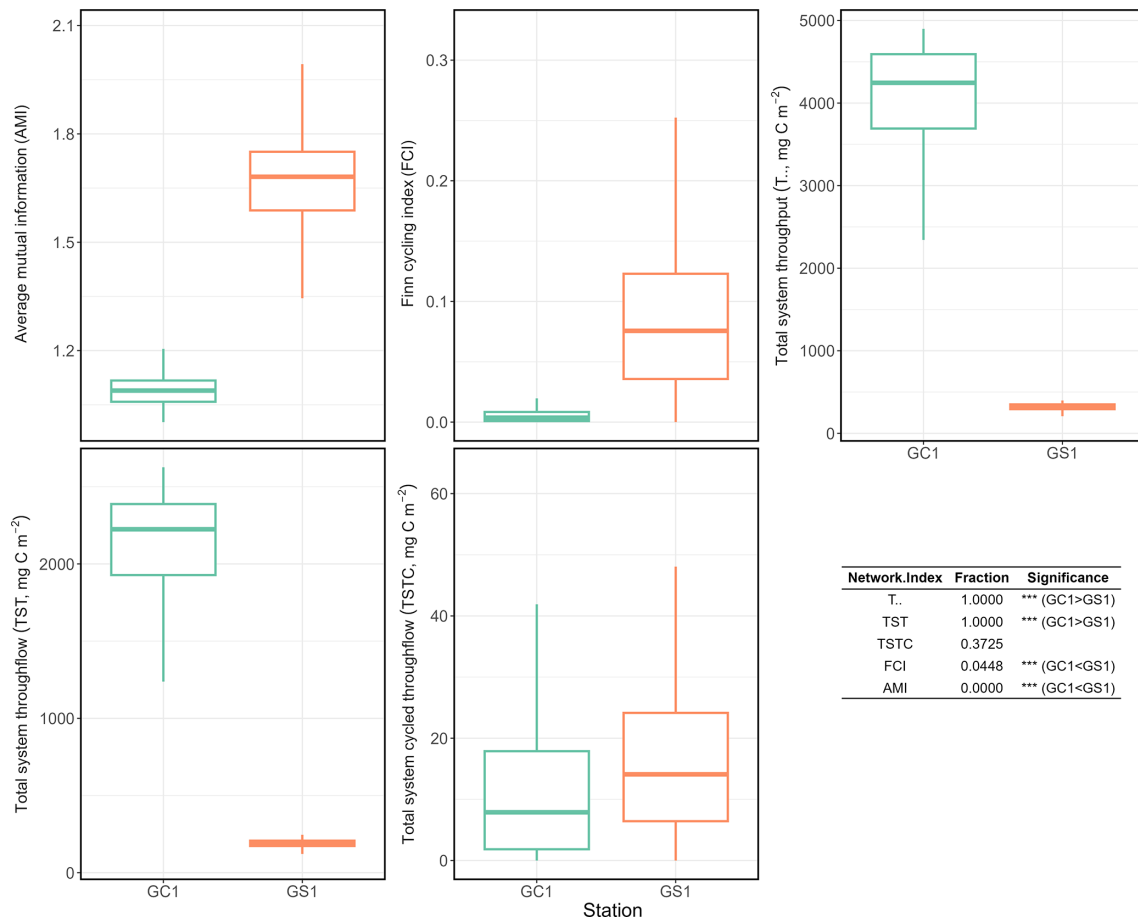 Average mutual information (AMI)
2.1
1.8
1.5
1.2
Finn cycling index (FCI)
0.3
0.2
0.1
0.0
Total system throughput (T.., mg C m⁻²)
5000
4000
3000
2000
1000
0
GC1 GS1
Total system throughflow (TST, mg C m⁻²)
2000
1000
0
GC1 GS1
Total system cycled throughflow (TSTC, mg C m⁻²)
60
40
20
0
GC1 GS1
Station
Network.Index Fraction Significance
T.. 1.0000 *** (GC1>GS1)
TST 1.0000 *** (GC1>GS1)
TSTC 0.3725
FCI 0.0448 *** (GC1<GS1)
AMI 0.0000 *** (GC1<GS1)